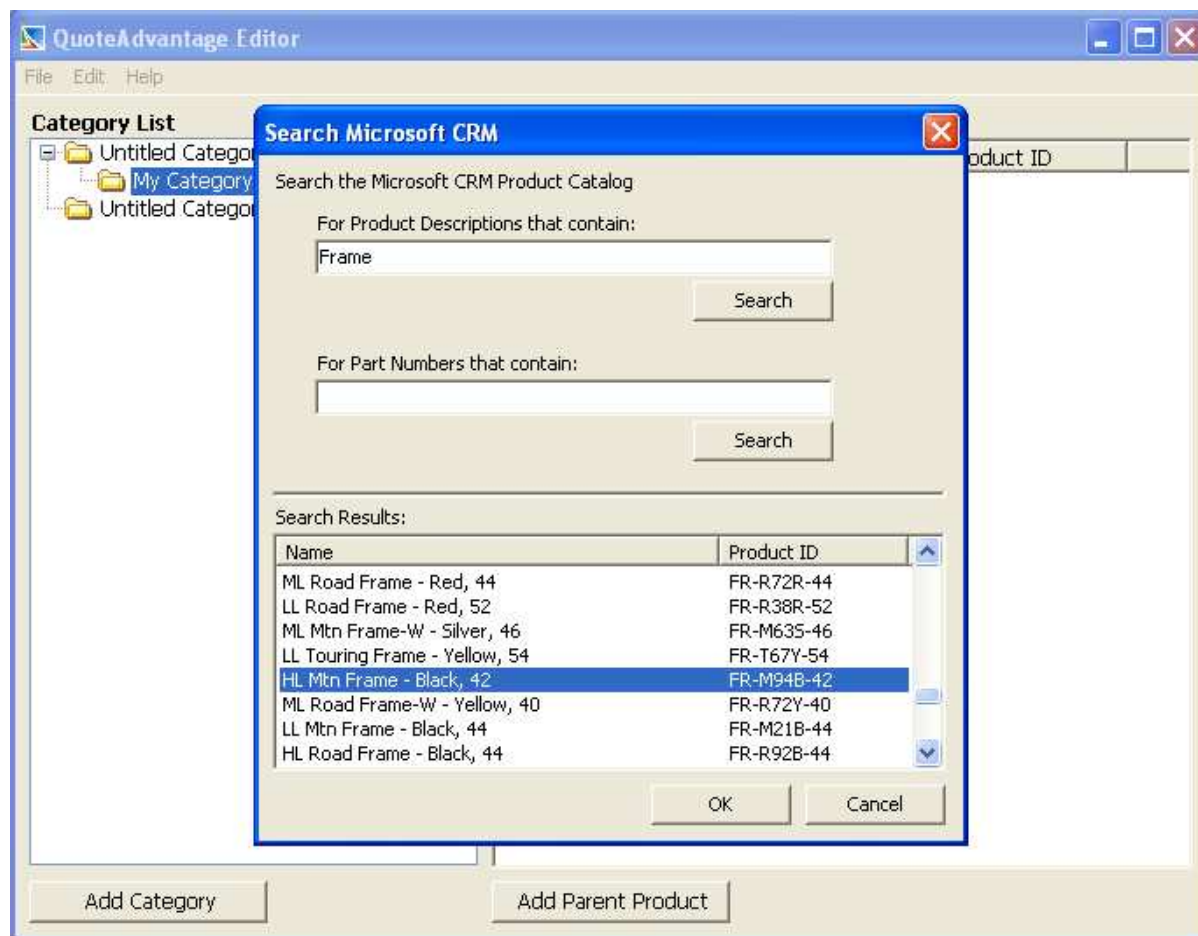 QuoteAdvantage Editor
File Edit Help
Category List
Untitled
My Category
Untitled
ID
Search Microsoft CRM
Search the Microsoft CRM Product Catalog
For Product Descriptions that contain:
Frame
Search
For Part Numbers that contain:
Search
Search Results:
Name Product ID
ML Road Frame - Red, 44 FR-R72R-44
LL Road Frame - Red, 52 FR-R38R-52
ML Mtn Frame-W - Silver, 46 FR-M63S-46
LL Touring Frame - Yellow, 54 FR-T67Y-54
HL Mtn Frame - Black, 42 FR-M94B-42
ML Road Frame-W - Yellow, 40 FR-R72Y-40
LL Mtn Frame - Black, 44 FR-M21B-44
HL Road Frame - Black, 44 FR-R92B-44
OK Cancel
Add Category Add Parent Product